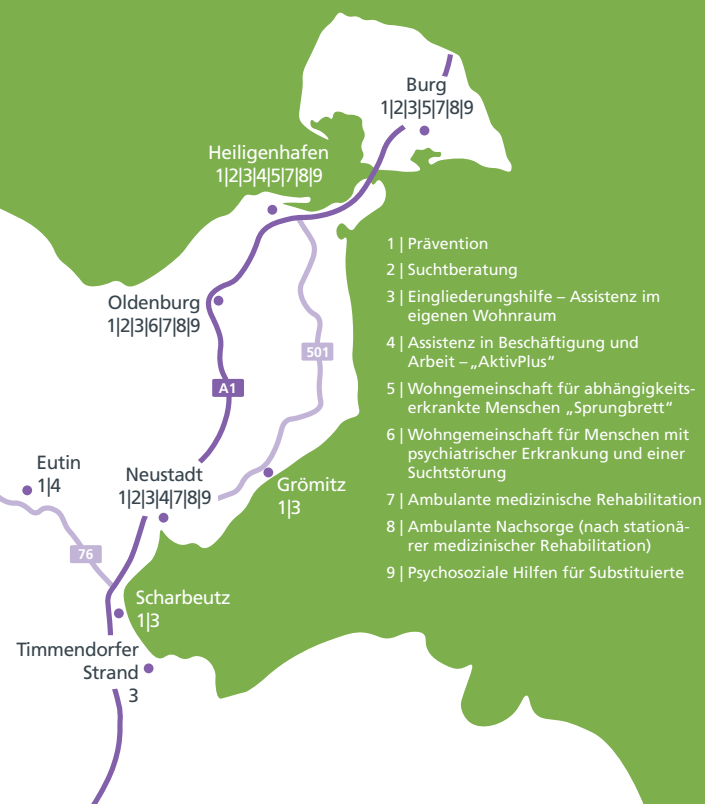 Burg
1|2|3|5|7|8|9
Heiligenhafen
1|2|3|4|5|7|8|9
Oldenburg
1|2|3|6|7|8|9
501
A1
Eutin
1|4
Neustadt
1|2|3|4|7|8|9
Grömitz
1|3
76
Scharbeutz
1|3
Timmendorfer
Strand
3
1 | Prävention
2 | Suchtberatung
3 | Eingliederungshilfe – Assistenz im
eigenen Wohnraum
4 | Assistenz in Beschäftigung und
Arbeit – „AktivPlus“
5 | Wohngemeinschaft für abhängigkeits-
erkrankte Menschen „Sprungbrett“
6 | Wohngemeinschaft für Menschen mit
psychiatrischer Erkrankung und einer
Suchtstörung
7 | Ambulante medizinische Rehabilitation
8 | Ambulante Nachsorge (nach stationä-
rer medizinischer Rehabilitation)
9 | Psychosoziale Hilfen für Substituierte